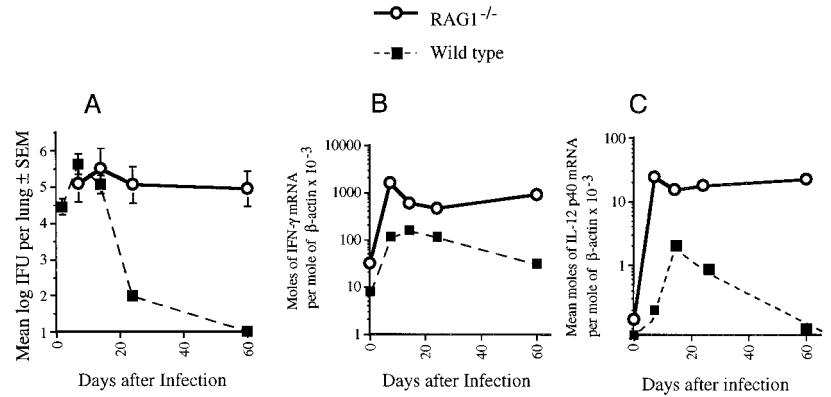 RAG1-/-
Wild type
A
B
C
Mean log IFU per lung ± SEM
6
5
4
3
2
1
0
20
40
60
Days after Infection
Moles of IFN-γ mRNA
per mole of β-actin x 10-3
10000
1000
100
10
1
0
20
40
60
Days after Infection
Mean moles of IL-12 p40 mRNA
per mole of β-actin x 10-3
100
10
1
0
20
40
60
Days after infection